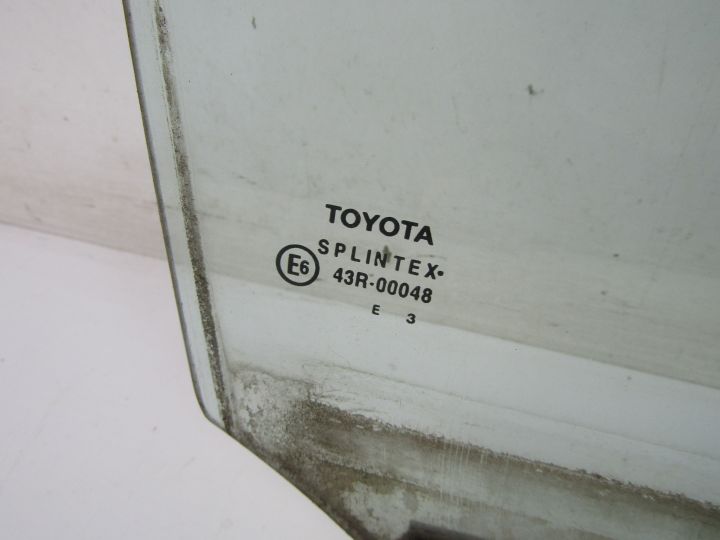 TOYOTA
SPLINTEX
E6 43R-00048
E 3